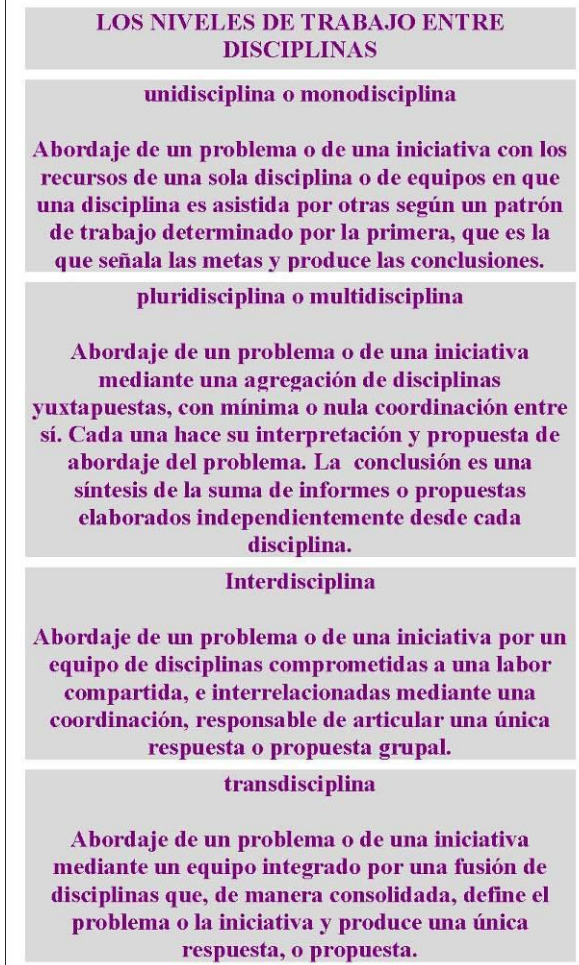 LOS NIVELES DE TRABAJO ENTRE
DISCIPLINAS
unidisciplina o monodisciplina
Abordaje de un problema o de una iniciativa con los
recursos de una sola disciplina o de equipos en que
una disciplina es asistida por otras según un patrón
de trabajo determinado por la primera, que es la
que señala las metas y produce las conclusiones.
pluridisciplina o multidisciplina
Abordaje de un problema o de una iniciativa
mediante una agregación de disciplinas
yuxtapuestas, con mínima o nula coordinación entre
sí. Cada una hace su interpretación y propuesta de
abordaje del problema. La conclusión es una
síntesis de la suma de informes o propuestas
elaborados independientemente desde cada
disciplina.
Interdisciplina
Abordaje de un problema o de una iniciativa por un
equipo de disciplinas comprometidas a una labor
compartida, e interrelacionadas mediante una
coordinación, responsable de articular una única
respuesta o propuesta grupal.
transdisciplina
Abordaje de un problema o de una iniciativa
mediante un equipo integrado por una fusión de
disciplinas que, de manera consolidada, define el
problema o la iniciativa y produce una única
respuesta, o propuesta.